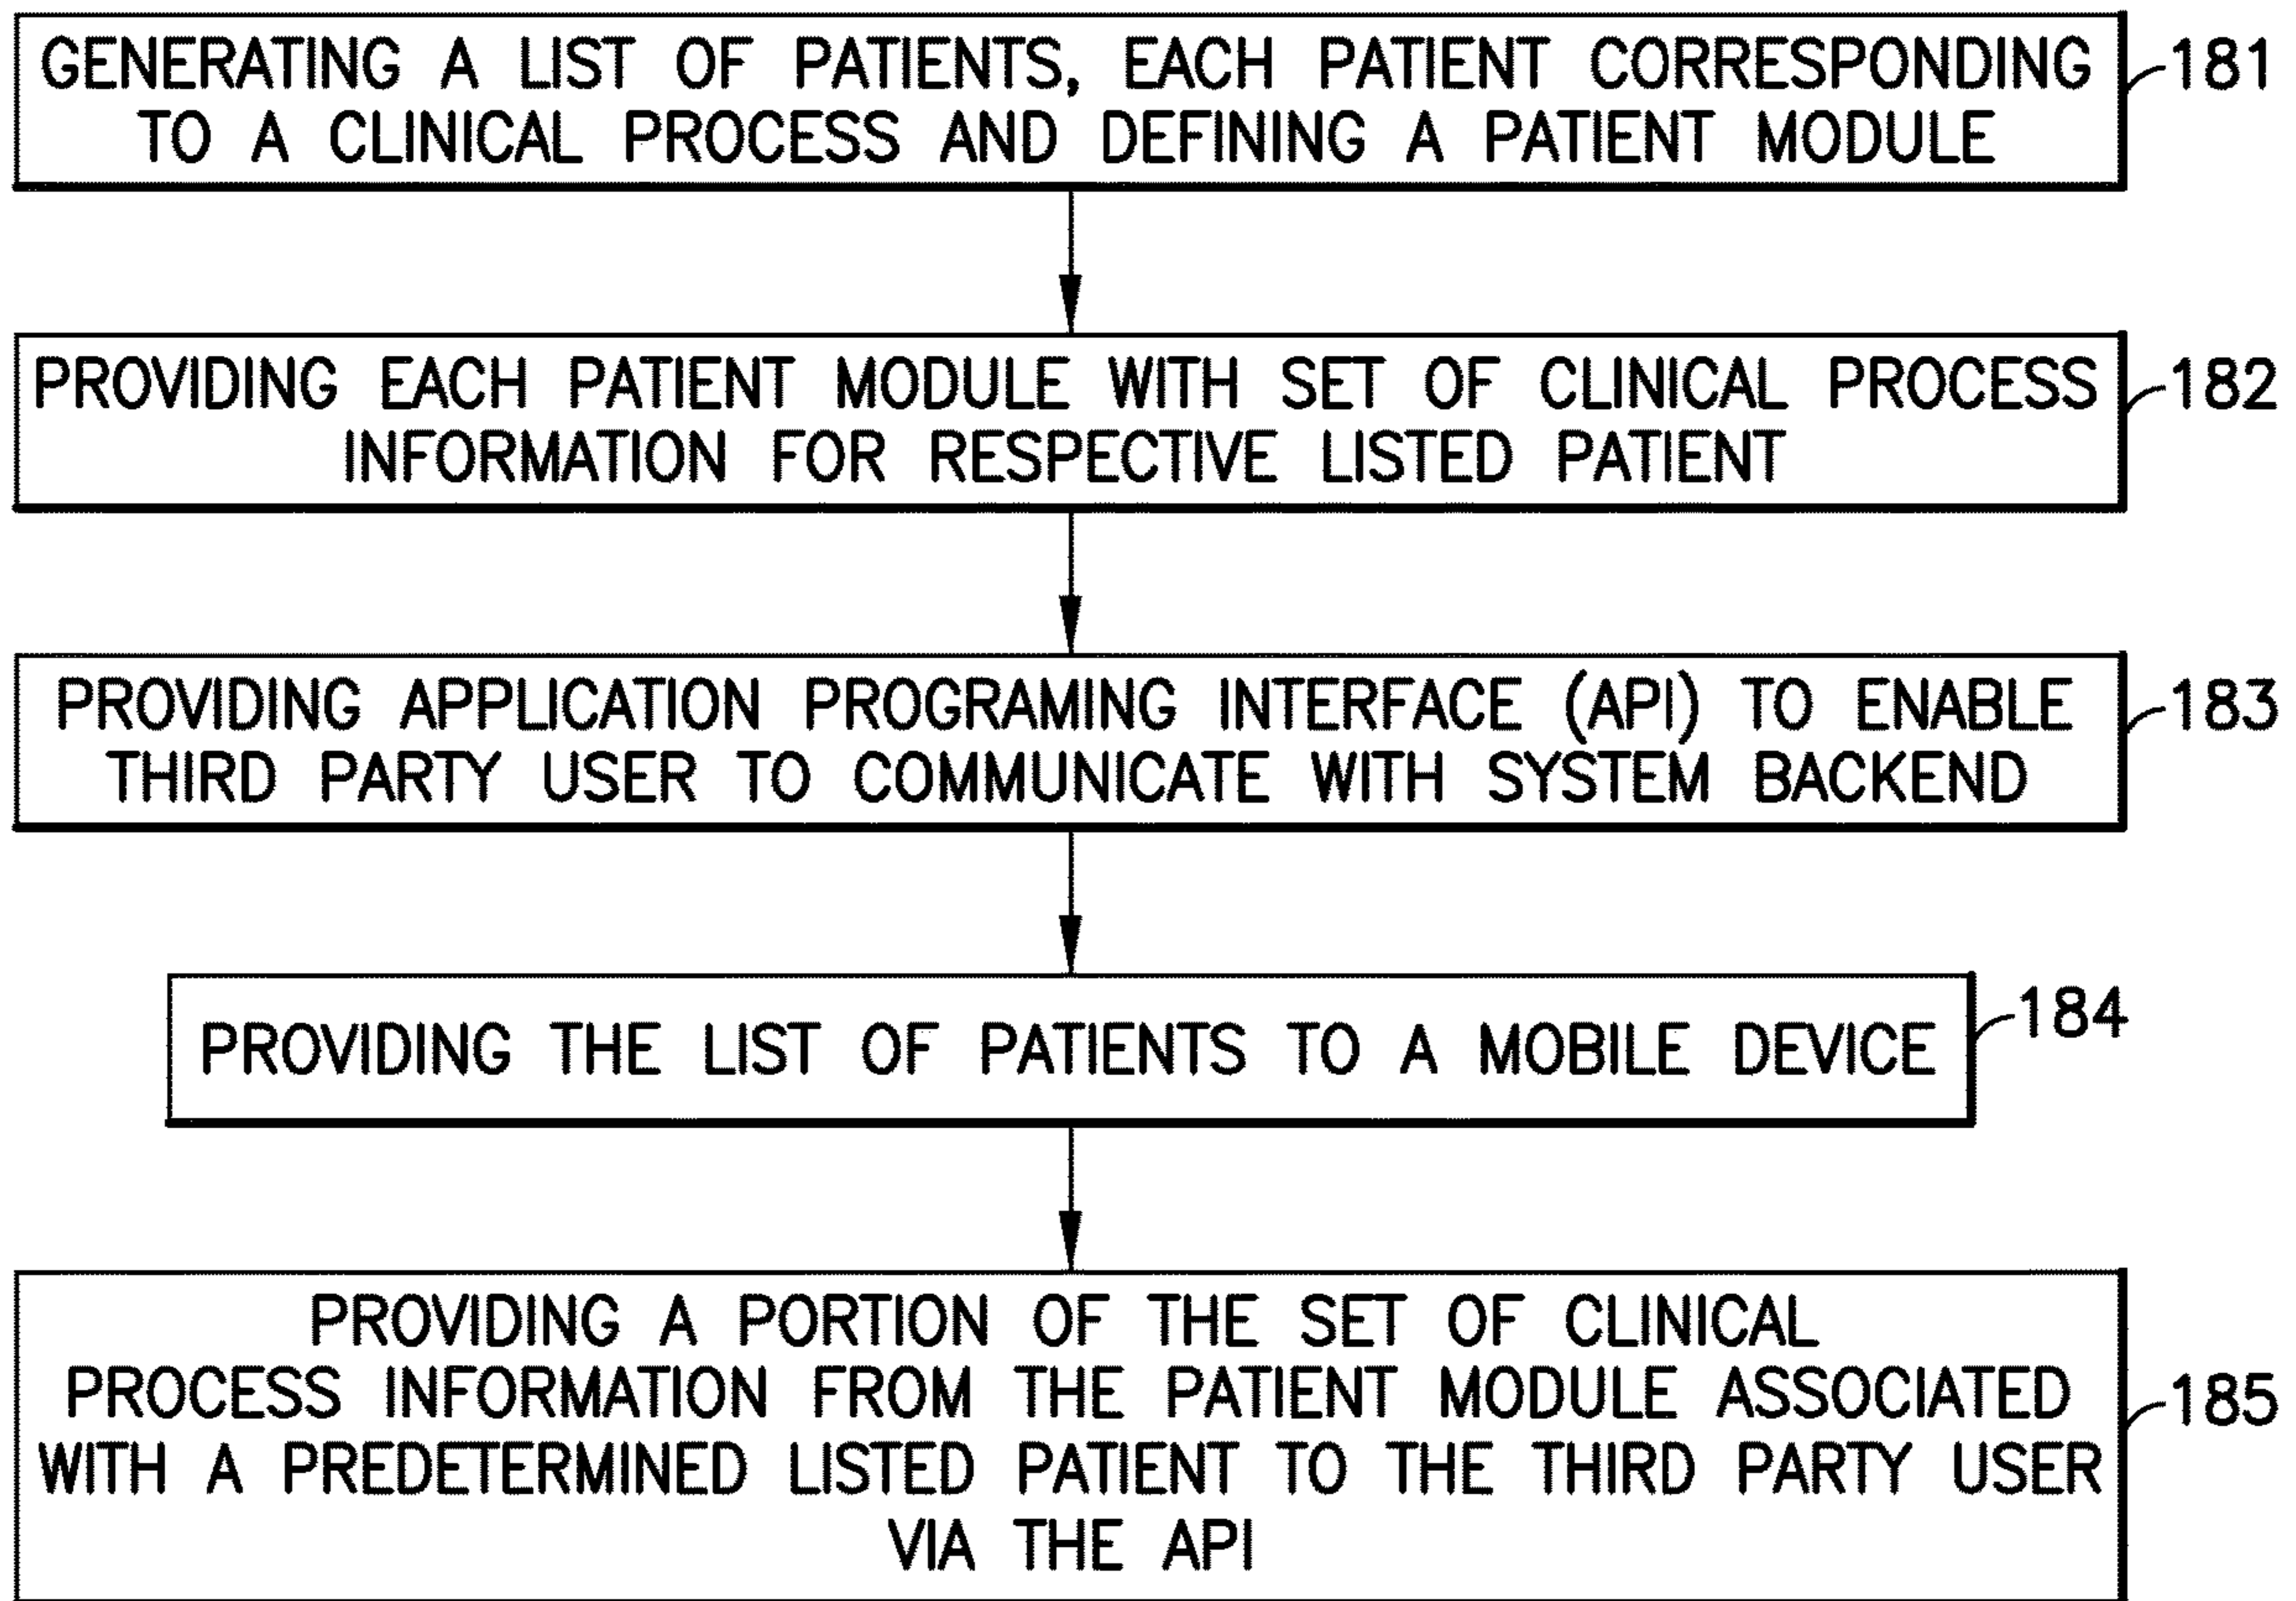 GENERATING A LIST OF PATIENTS, EACH PATIENT CORRESPONDING
TO A CLINICAL PROCESS AND DEFINING A PATIENT MODULE
181
PROVIDING EACH PATIENT MODULE WITH SET OF CLINICAL PROCESS
INFORMATION FOR RESPECTIVE LISTED PATIENT
182
PROVIDING APPLICATION PROGRAMING INTERFACE (API) TO ENABLE
THIRD PARTY USER TO COMMUNICATE WITH SYSTEM BACKEND
183
PROVIDING THE LIST OF PATIENTS TO A MOBILE DEVICE
184
PROVIDING A PORTION OF THE SET OF CLINICAL
PROCESS INFORMATION FROM THE PATIENT MODULE ASSOCIATED
WITH A PREDETERMINED LISTED PATIENT TO THE THIRD PARTY USER
VIA THE API
185